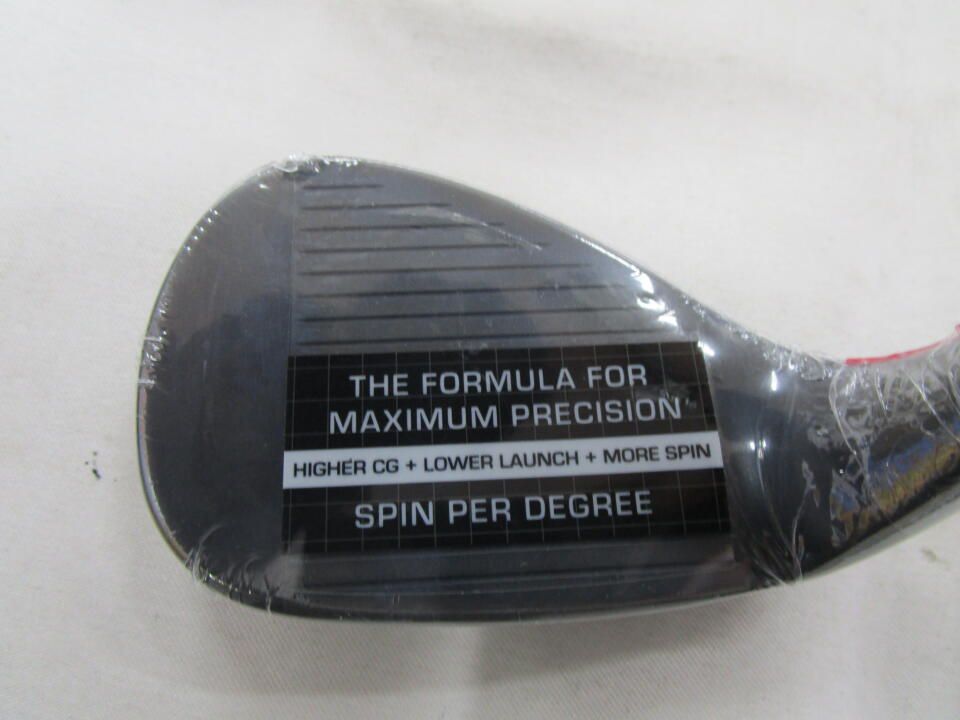 THE FORMULA FOR
MAXIMUM PRECISION
HIGHER CG + LOWER LAUNCH + MORE SPIN
SPIN PER DEGREE